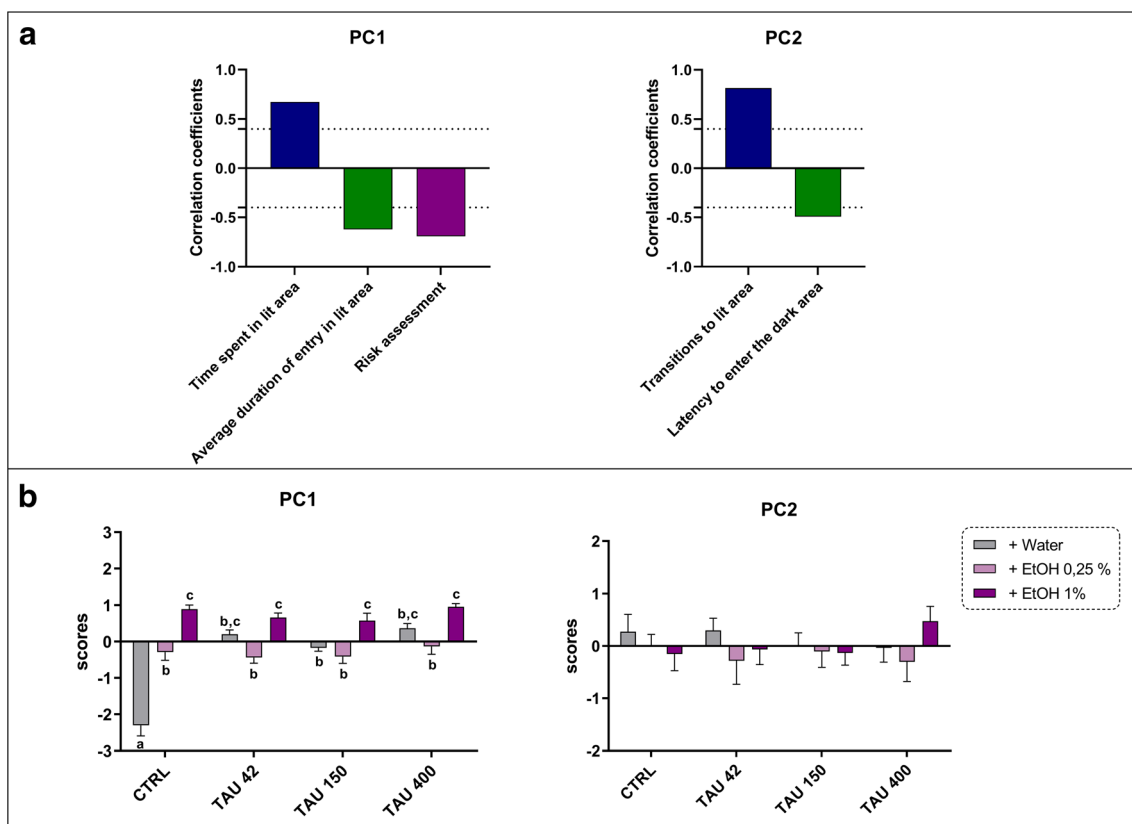 a
PC1
PC2
Correlation coefficients
1.0
0.5
0.0
-0.5
-1.0
Time spent in lit area
Average duration of entry in lit area
Risk assessment
Correlation coefficients
1.0
0.5
0.0
-0.5
-1.0
Transitions to lit area
Latency to enter the dark area
b
PC1
PC2
scores
3
2
1
0
-1
-2
-3
a
b
c
b,c
b
c
b
b
c
b,c
b
c
CTRL
TAU 42
TAU 150
TAU 400
scores
2
1
0
-1
-2
CTRL
TAU 42
TAU 150
TAU 400
+ Water
+ EtOH 0,25 %
+ EtOH 1%